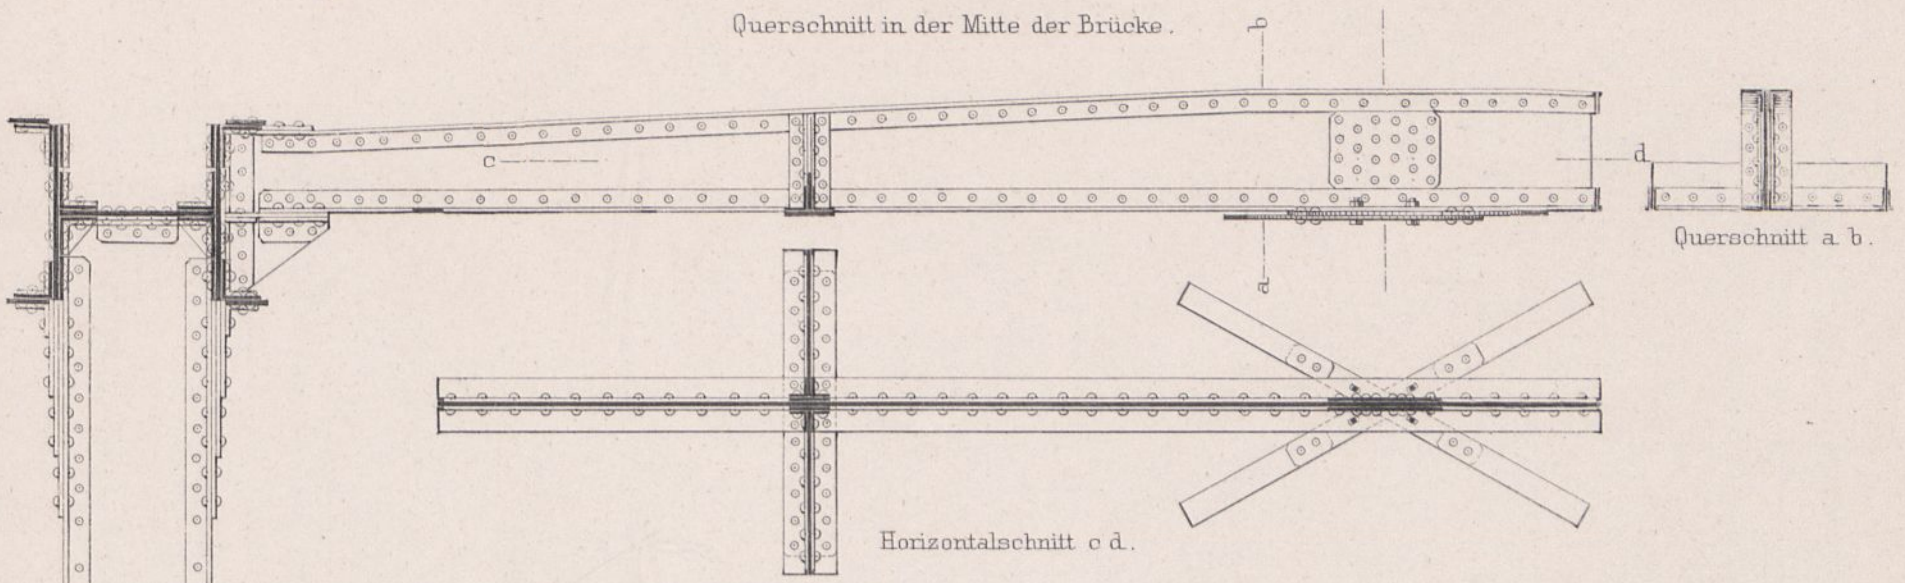 Querschnitt in der Mitte der Brücke.
b
c
d
Querschnitt a b.
a
Horizontalschnitt c d.